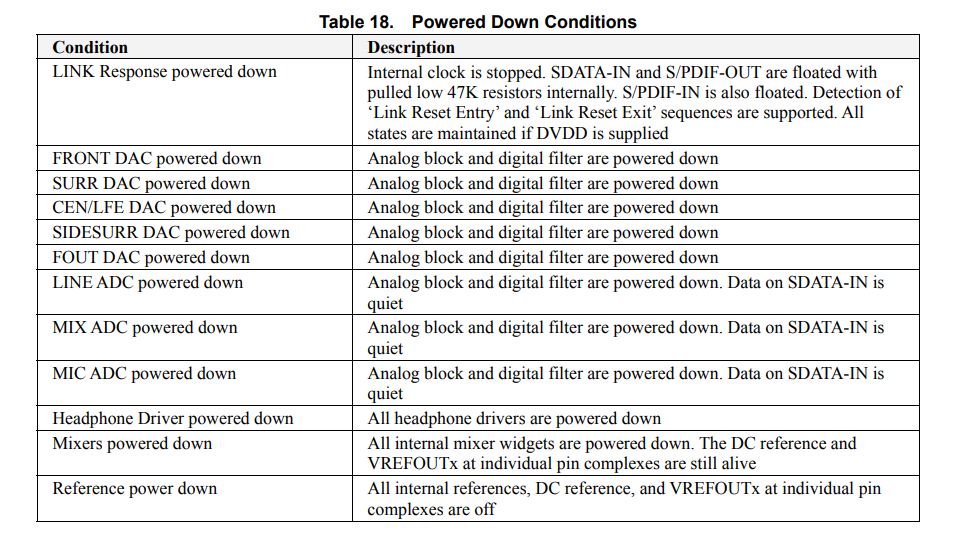 Table 18. Powered Down Conditions
Condition Description
LINK Response powered down Internal clock is stopped. SDATA-IN and S/PDIF-OUT are floated with
pulled low 47K resistors internally. S/PDIF-IN is also floated. Detection of
‘Link Reset Entry’ and ‘Link Reset Exit’ sequences are supported. All
states are maintained if DVDD is supplied
FRONT DAC powered down Analog block and digital filter are powered down
SURR DAC powered down Analog block and digital filter are powered down
CEN/LFE DAC powered down Analog block and digital filter are powered down
SIDESURR DAC powered down Analog block and digital filter are powered down
FOUT DAC powered down Analog block and digital filter are powered down
LINE ADC powered down Analog block and digital filter are powered down. Data on SDATA-IN is
quiet
MIX ADC powered down Analog block and digital filter are powered down. Data on SDATA-IN is
quiet
MIC ADC powered down Analog block and digital filter are powered down. Data on SDATA-IN is
quiet
Headphone Driver powered down All headphone drivers are powered down
Mixers powered down All internal mixer widgets are powered down. The DC reference and
VREFOUTx at individual pin complexes are still alive
Reference power down All internal references, DC reference, and VREFOUTx at individual pin
complexes are off